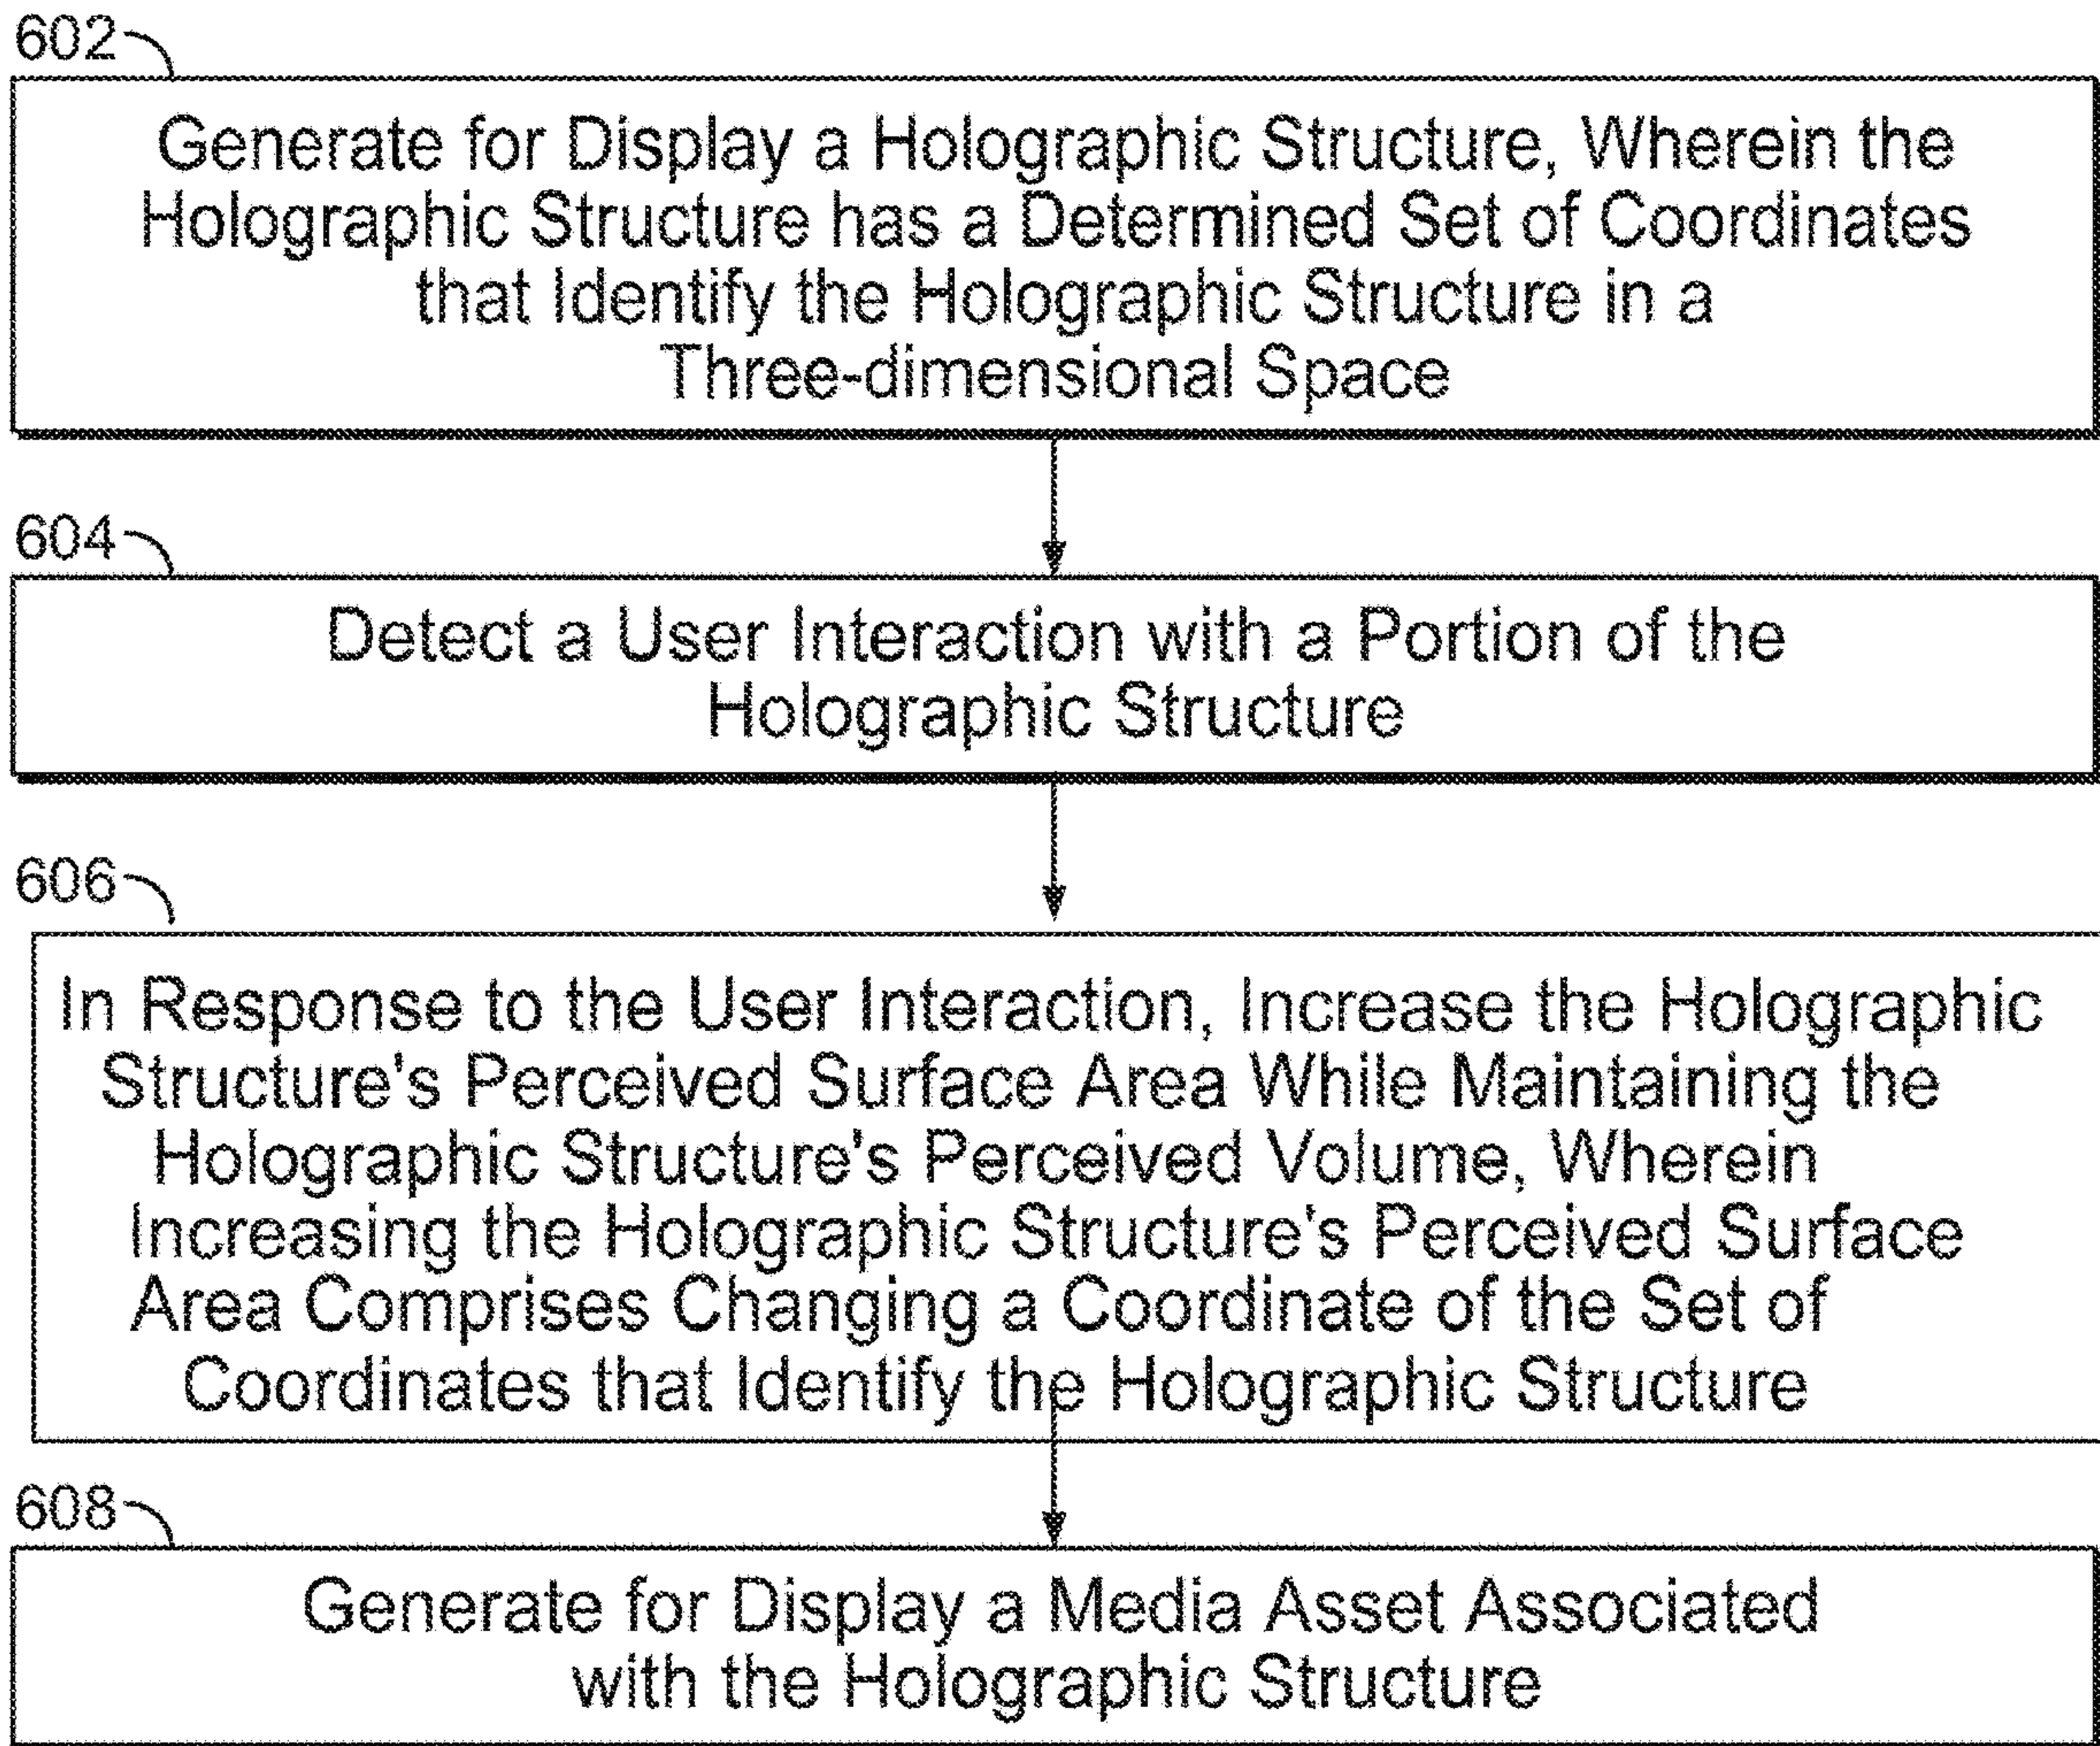 602
Generate for Display a Holographic Structure, Wherein the
Holographic Structure has a Determined Set of Coordinates
that Identify the Holographic Structure in a
Three-dimensional Space
604
Detect a User Interaction with a Portion of the
Holographic Structure
606
In Response to the User Interaction, Increase the Holographic
Structure's Perceived Surface Area While Maintaining the
Holographic Structure's Perceived Volume, Wherein
Increasing the Holographic Structure's Perceived Surface
Area Comprises Changing a Coordinate of the Set of
Coordinates that Identify the Holographic Structure
608
Generate for Display a Media Asset Associated
with the Holographic Structure